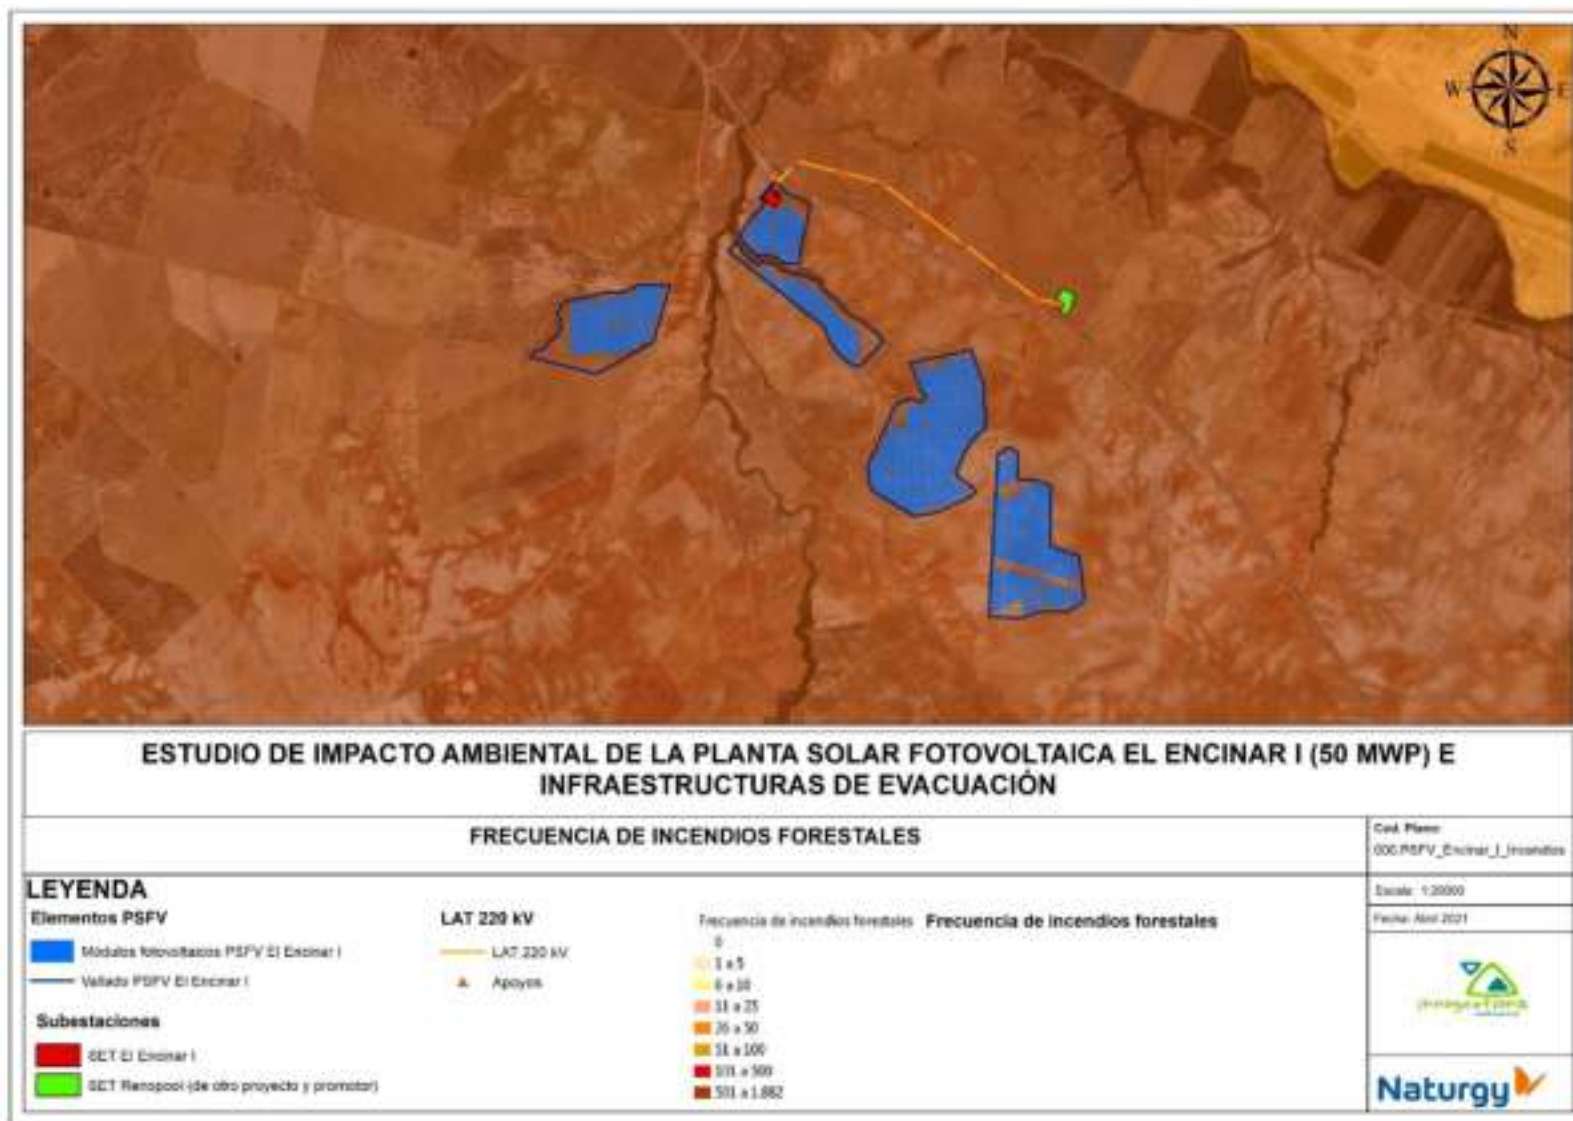 N
W E
S
ESTUDIO DE IMPACTO AMBIENTAL DE LA PLANTA SOLAR FOTOVOLTAICA EL ENCINAR I (50 MWP) E
INFRAESTRUCTURAS DE EVACUACIÓN
FRECUENCIA DE INCENDIOS FORESTALES
Cod. Plano:
000.PSFV_Encinar_I_Incendios
LEYENDA
Elementos PSFV
Módulos fotovoltaicos PSFV El Encinar I
Vallado PSFV El Encinar I
Subestaciones
SET El Encinar I
SET Renopool (de otro proyecto y promotor)
LAT 220 kV
LAT 220 kV
Apoyos
Frecuencia de incendios forestales Frecuencia de incendios forestales
0
1 a 5
6 a 10
11 a 25
26 a 50
51 a 100
101 a 500
501 a 1.882
Escala: 1:20000
Fecha: Abril 2021
Naturgy